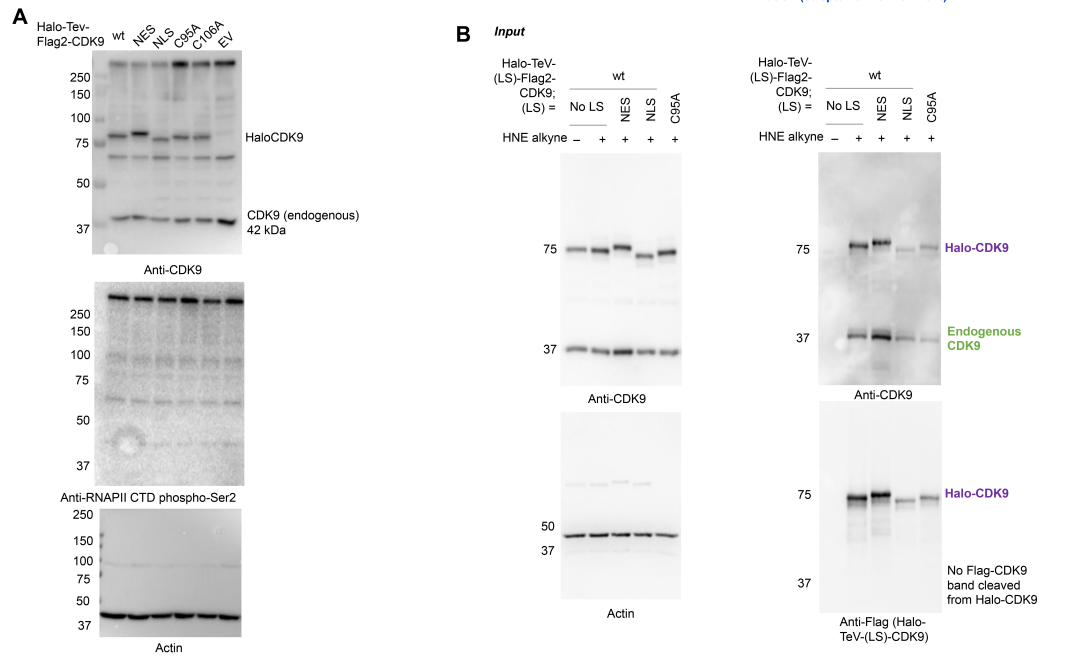 A
Halo-Tev-
Flag2-CDK9
wt NES NLS C95A C106A EV
250
150
100
75
50
37
HaloCDK9
CDK9 (endogenous)
42 kDa
Anti-CDK9
250
150
100
75
50
37
Anti-RNAPII CTD phospho-Ser2
250
150
100
75
50
37
Actin
B
Input
Halo-TeV-
(LS)-Flag2-
CDK9;
(LS) =
wt
No LS NES NLS C95A
HNE alkyne – + + + +
75
37
Anti-CDK9
50
37
Actin
Halo-TeV-
(LS)-Flag2-
CDK9;
(LS) =
wt
No LS NES NLS C95A
HNE alkyne – + + + +
75
37
Halo-CDK9
Endogenous
CDK9
Anti-CDK9
75
37
Halo-CDK9
No Flag-CDK9
band cleaved
from Halo-CDK9
Anti-Flag (Halo-
TeV-(LS)-CDK9)